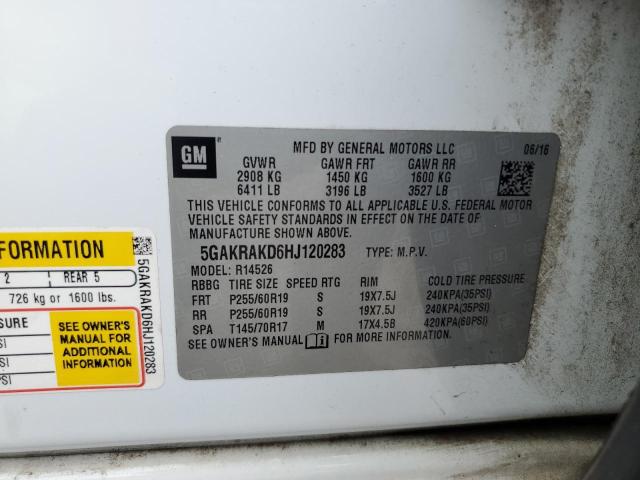 GM
MFD BY GENERAL MOTORS LLC 06/16
GVWR GAWR FRT GAWR RR
2908 KG 1450 KG 1600 KG
6411 LB 3196 LB 3527 LB
THIS VEHICLE CONFORMS TO ALL APPLICABLE U.S. FEDERAL MOTOR
VEHICLE SAFETY STANDARDS IN EFFECT ON THE DATE OF
MANUFACTURE SHOWN ABOVE.
5GAKRAKD6HJ120283 TYPE: M.P.V.
MODEL: R14526
RBBG TIRE SIZE SPEED RTG RIM COLD TIRE PRESSURE
FRT P255/60R19 S 19X7.5J 240KPA(35PSI)
RR P255/60R19 S 19X7.5J 240KPA(35PSI)
SPA T145/70R17 M 17X4.5B 420KPA(60PSI)
SEE OWNER'S MANUAL FOR MORE INFORMATION.
2 REAR 5
726 kg or 1600 lbs.
SEE OWNER'S
MANUAL FOR
ADDITIONAL
INFORMATION
5GAKRAKD6HJ120283